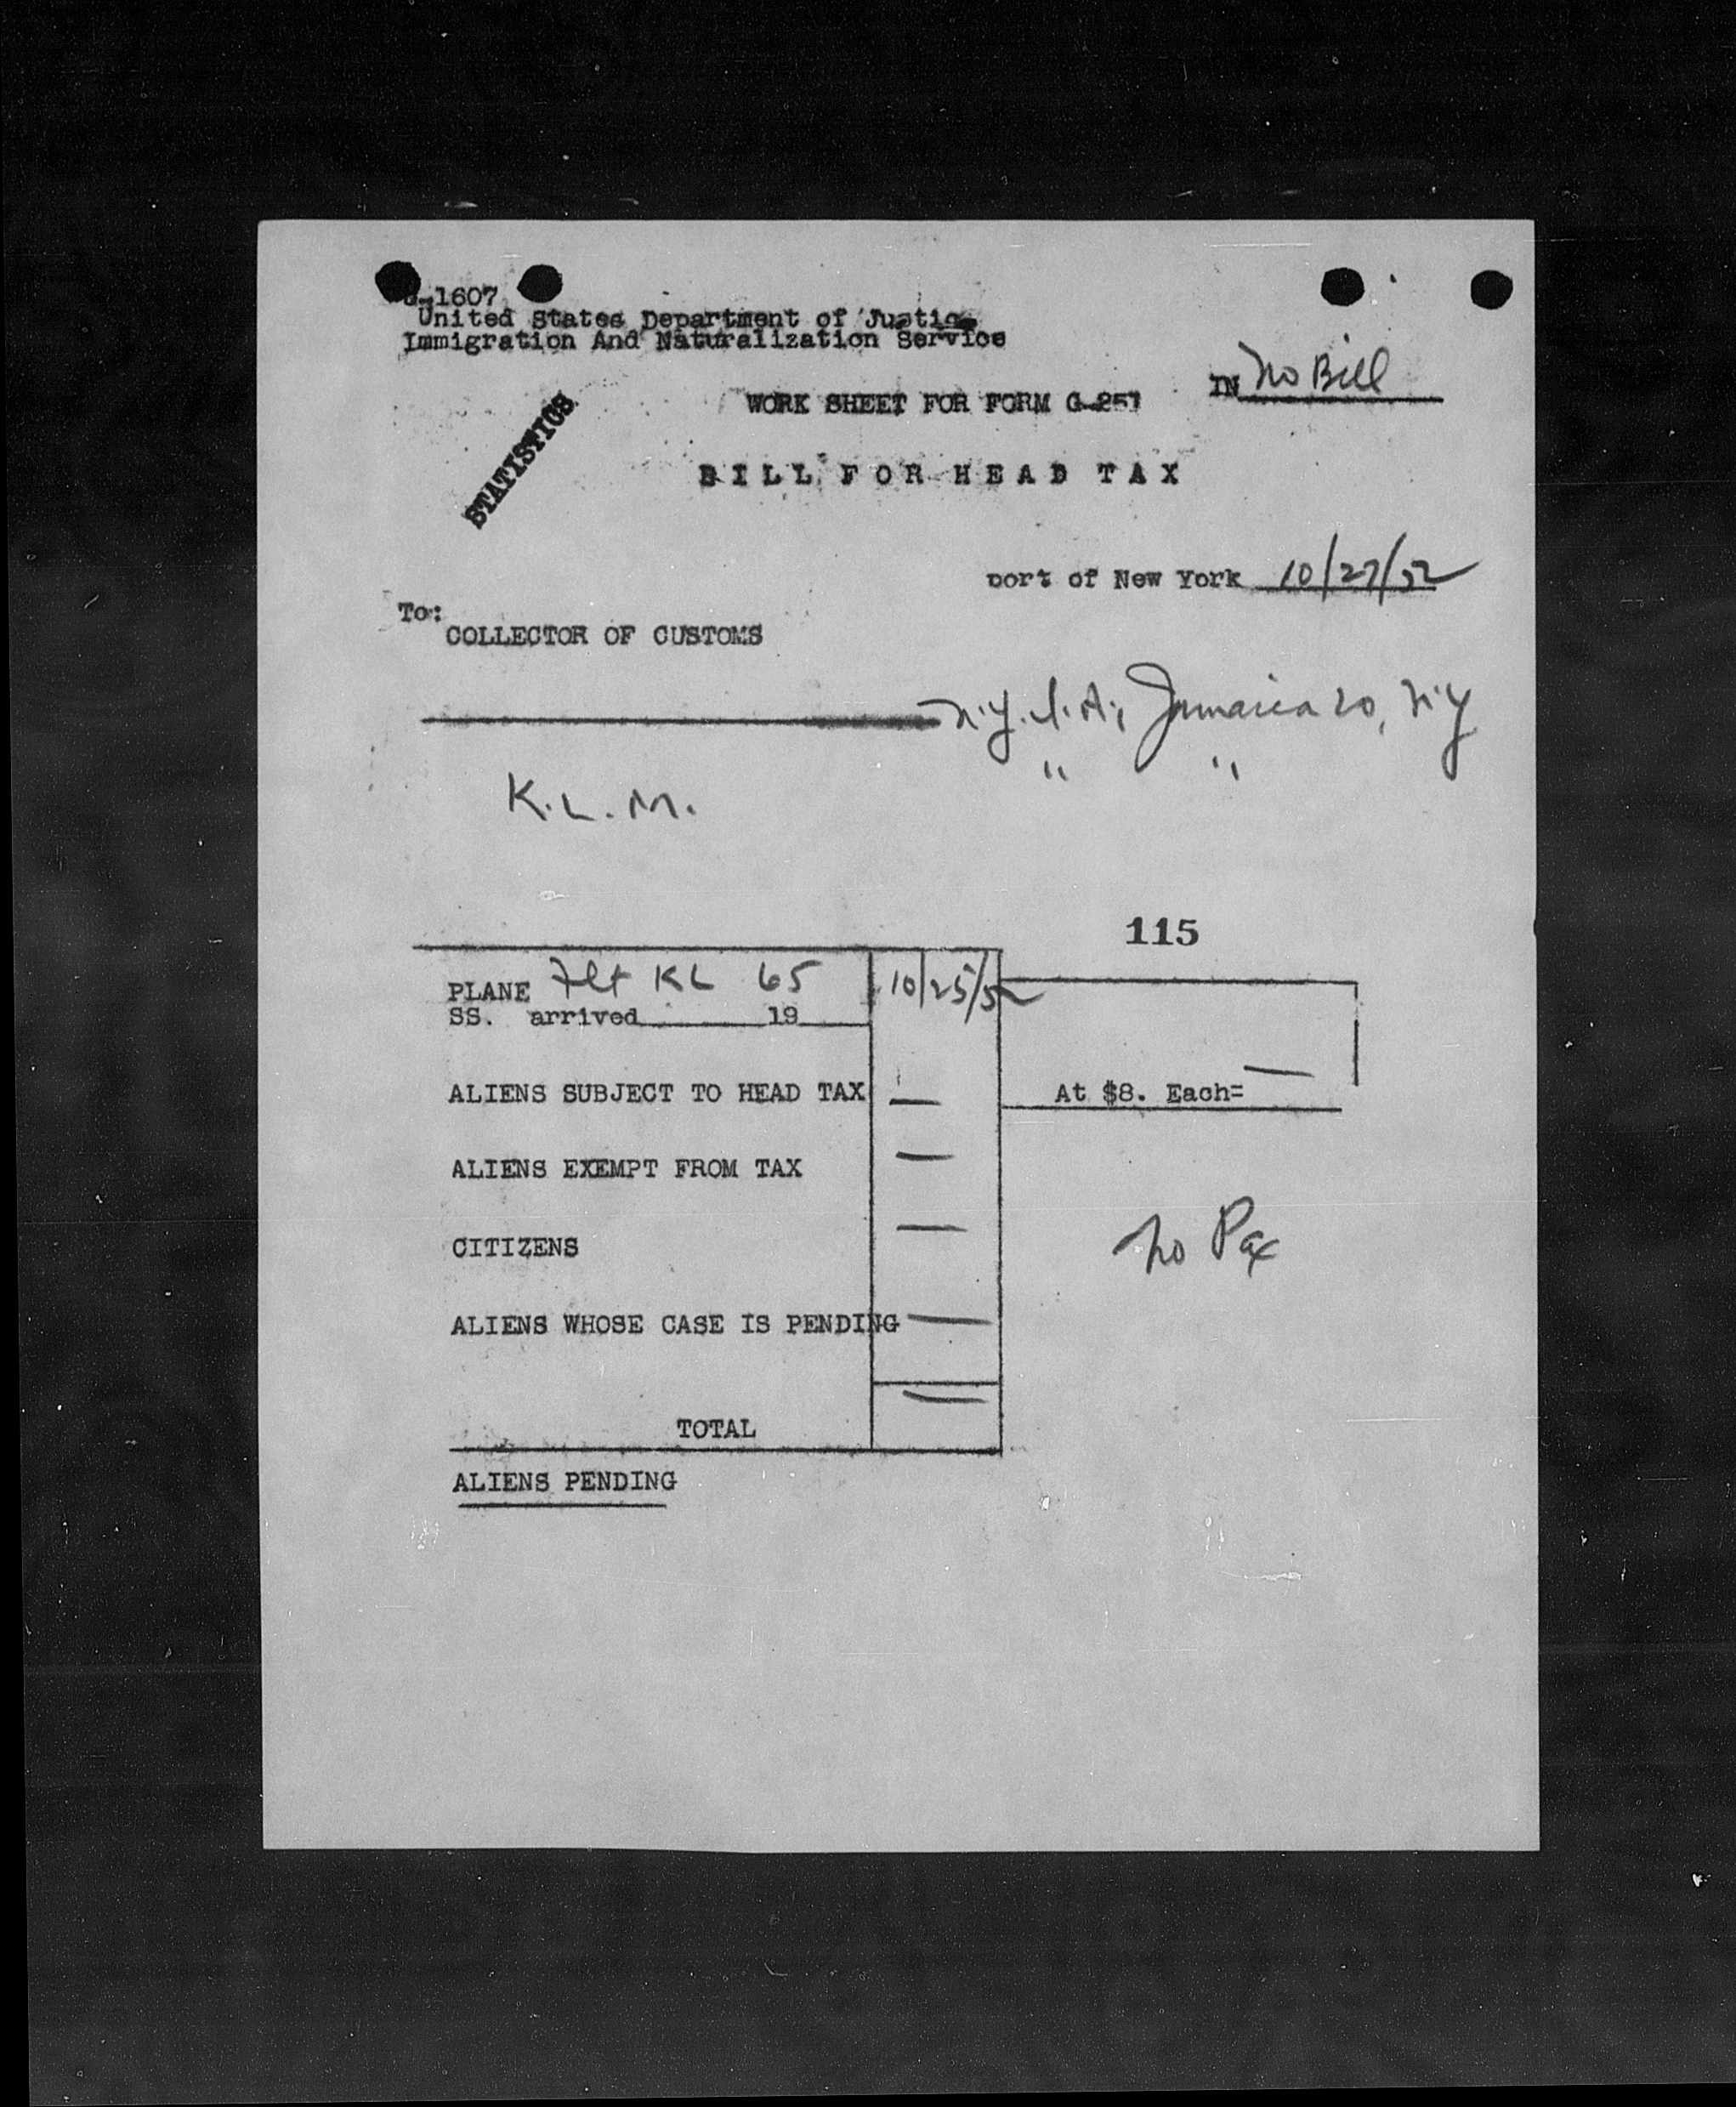 G-1607
United States Department of Justice
Immigration And Naturalization Service
IN No Bill
WORK SHEET FOR FORM G-257
STATISTICS
BILL FOR HEAD TAX
port of New York 10/27/52
To:
COLLECTOR OF CUSTOMS
N.Y.I.A., Jamaica 20, N.Y
" "
K.L.M.
115
PLANE Flt KL 65 10/25/52
SS. arrived 19
ALIENS SUBJECT TO HEAD TAX — At $8. Each= —
ALIENS EXEMPT FROM TAX —
CITIZENS —
No Pax
ALIENS WHOSE CASE IS PENDING —
TOTAL —
ALIENS PENDING